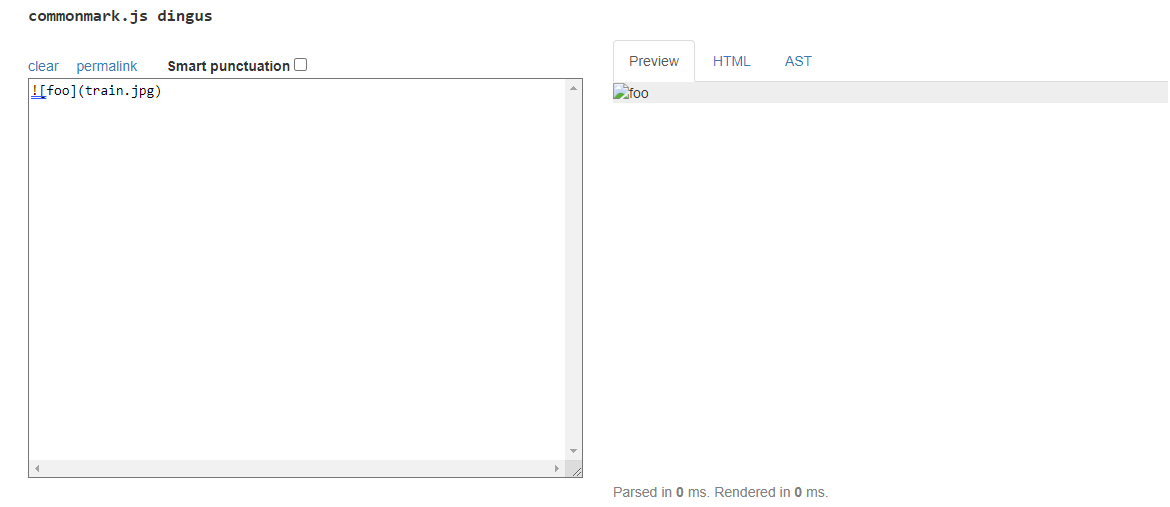 commonmark.js dingus
clear permalink Smart punctuation
Preview HTML AST
![foo](train.jpg)
foo
Parsed in 0 ms. Rendered in 0 ms.